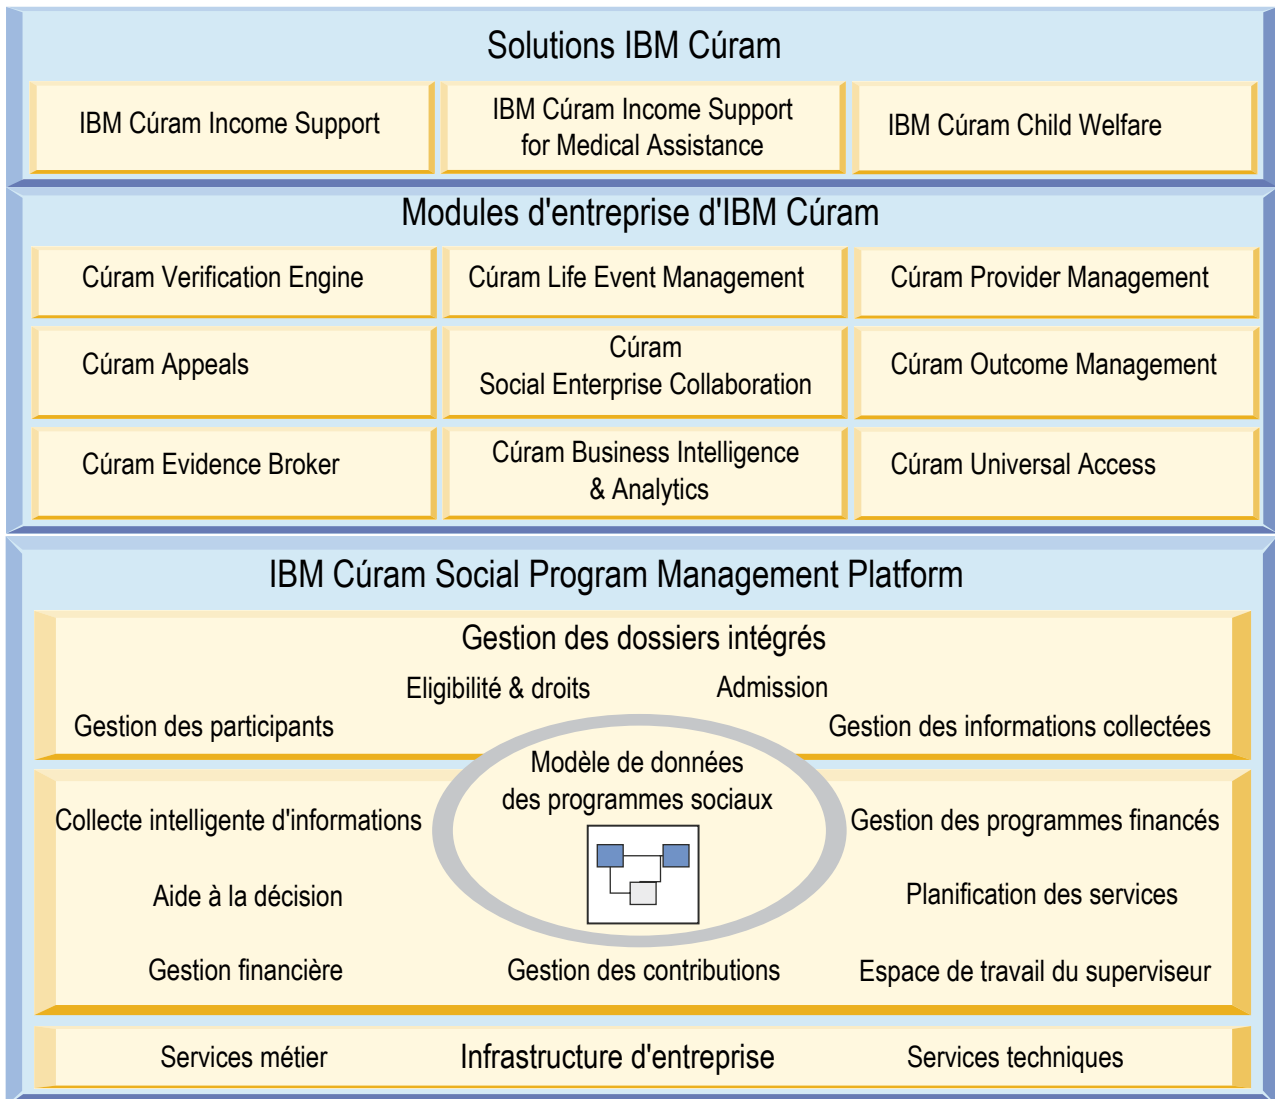 Solutions IBM Cúram
IBM Cúram Income Support
IBM Cúram Income Support
for Medical Assistance
IBM Cúram Child Welfare
Modules d'entreprise d'IBM Cúram
Cúram Verification Engine
Cúram Life Event Management
Cúram Provider Management
Cúram Appeals
Cúram
Social Enterprise Collaboration
Cúram Outcome Management
Cúram Evidence Broker
Cúram Business Intelligence
& Analytics
Cúram Universal Access
IBM Cúram Social Program Management Platform
Gestion des dossiers intégrés
Eligibilité & droits
Admission
Gestion des participants
Gestion des informations collectées
Modèle de données
des programmes sociaux
Collecte intelligente d'informations
Gestion des programmes financés
Aide à la décision
Planification des services
Gestion financière
Gestion des contributions
Espace de travail du superviseur
Services métier
Infrastructure d'entreprise
Services techniques